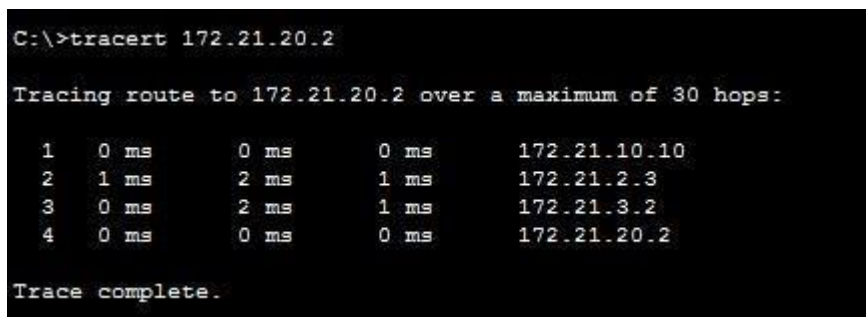 C:\>tracert 172.21.20.2
Tracing route to 172.21.20.2 over a maximum of 30 hops:
1 0 ms 0 ms 0 ms 172.21.10.10
2 1 ms 2 ms 1 ms 172.21.2.3
3 0 ms 2 ms 1 ms 172.21.3.2
4 0 ms 0 ms 0 ms 172.21.20.2
Trace complete.